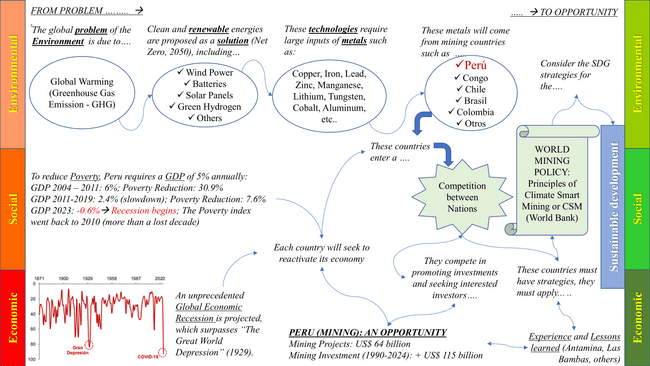 FROM PROBLEM ……... → 
….. → TO OPPORTUNITY
The global problem of the
Environment is due to….
Clean and renewable energies
are proposed as a solution (Net
Zero, 2050), including…
These technologies require
large inputs of metals such
as:
These metals will come
from mining countries
such as ….
Consider the SDG
strategies for
the….
Global Warming
(Greenhouse Gas
Emission - GHG)
✓ Wind Power
✓ Batteries
✓ Solar Panels
✓ Green Hydrogen
✓ Others
Copper, Iron, Lead,
Zinc, Manganese,
Lithium, Tungsten,
Cobalt, Aluminum,
etc..
✓ Perú
✓ Congo
✓ Chile
✓ Brasil
✓ Colombia
✓ Otros
These countries
enter a ….
Competition
between
Nations
WORLD
MINING
POLICY:
Principles of
Climate Smart
Mining or CSM
(World Bank)
Sustainable development
Environmental
Social
Economic
Environmental
Social
Economic
To reduce Poverty, Peru requires a GDP of 5% annually:
GDP 2004 – 2011: 6%; Poverty Reduction: 30.9%
GDP 2011-2019: 2.4% (slowdown); Poverty Reduction: 7.6%
GDP 2023: -0.6%→ Recession begins; The Poverty index
went back to 2010 (more than a lost decade)
Each country will seek to
reactivate its economy
They compete in
promoting investments
and seeking interested
investors….
These countries must
have strategies, they
must apply... ..
1871 1900 1929 1958 1987 2020
0
20
40
60
80
100
Gran
Depresión
COVID-19
An unprecedented
Global Economic
Recession is projected,
which surpasses “The
Great World
Depression” (1929).
PERU (MINING): AN OPPORTUNITY
Mining Projects: US$ 64 billion
Mining Investment (1990-2024): + US$ 115 billion
Experience and Lessons
learned (Antamina, Las
Bambas, others)